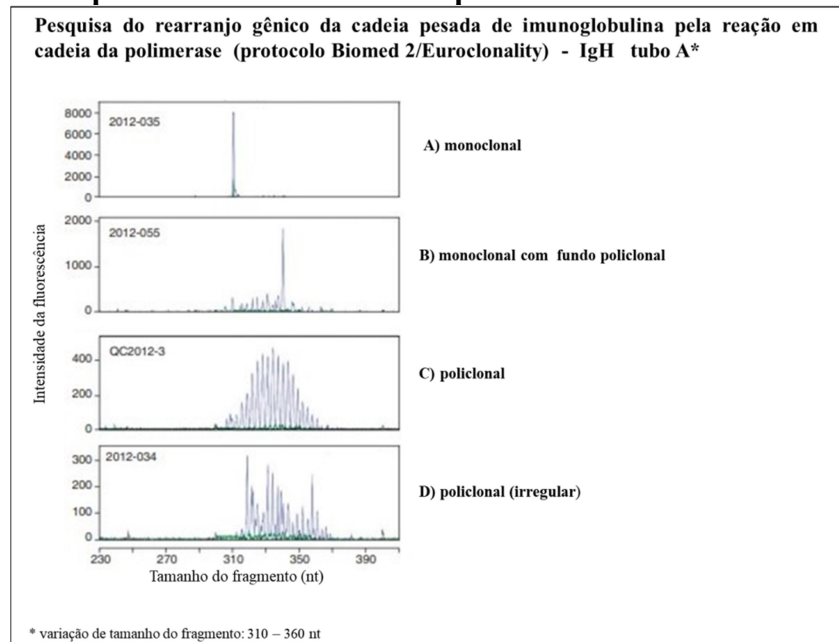 Pesquisa do rearranjo gênico da cadeia pesada de imunoglobulina pela reação em
cadeia da polimerase (protocolo Biomed 2/Euroclonality) - IgH tubo A*
Intensidade da fluorescência
8000
6000
4000
2000
0
2012-035
A) monoclonal
2000
1000
0
2012-055
B) monoclonal com fundo policlonal
400
200
0
QC2012-3
C) policlonal
300
200
100
0
2012-034
D) policlonal (irregular)
230 270 310 350 390
Tamanho do fragmento (nt)
* variação de tamanho do fragmento: 310 – 360 nt